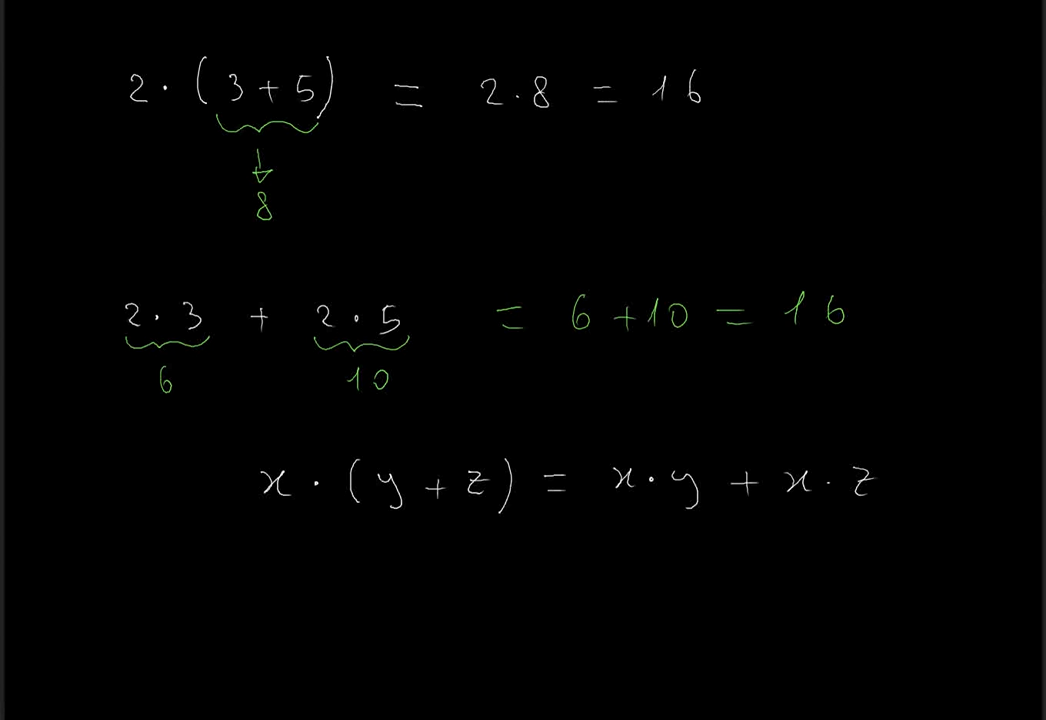 2 · (3 + 5) = 2 · 8 = 16
8
2 · 3 + 2 · 5 = 6 + 10 = 16
6 10
x · (y + z) = x · y + x · z